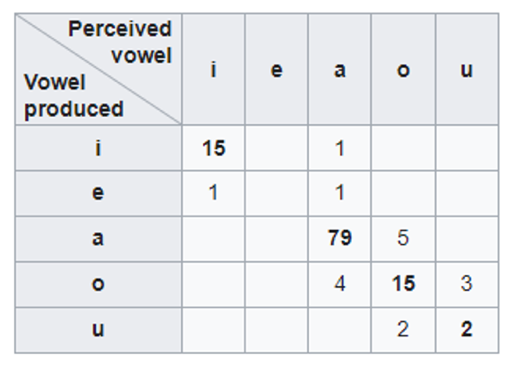 Perceived
vowel
Vowel
produced
i e a o u
i 15 1
e 1 1
a 79 5
o 4 15 3
u 2 2